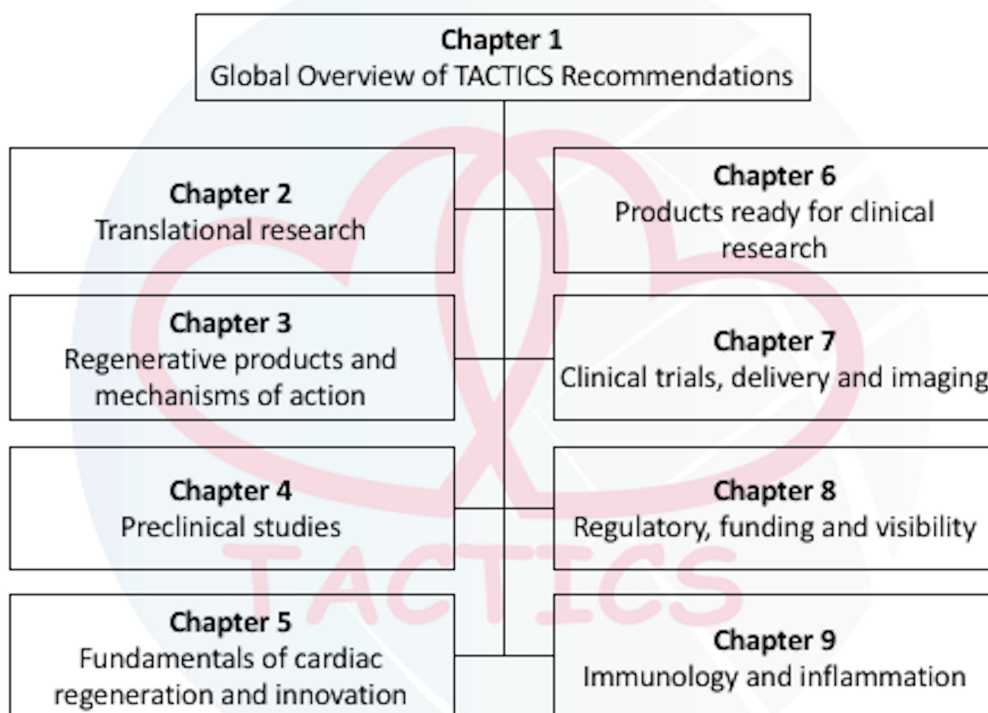 Chapter 1
Global Overview of TACTICS Recommendations
Chapter 2
Translational research
Chapter 3
Regenerative products and
mechanisms of action
Chapter 4
Preclinical studies
Chapter 5
Fundamentals of cardiac
regeneration and innovation
Chapter 6
Products ready for clinical
research
Chapter 7
Clinical trials, delivery and imaging
Chapter 8
Regulatory, funding and visibility
Chapter 9
Immunology and inflammation
TACTICS